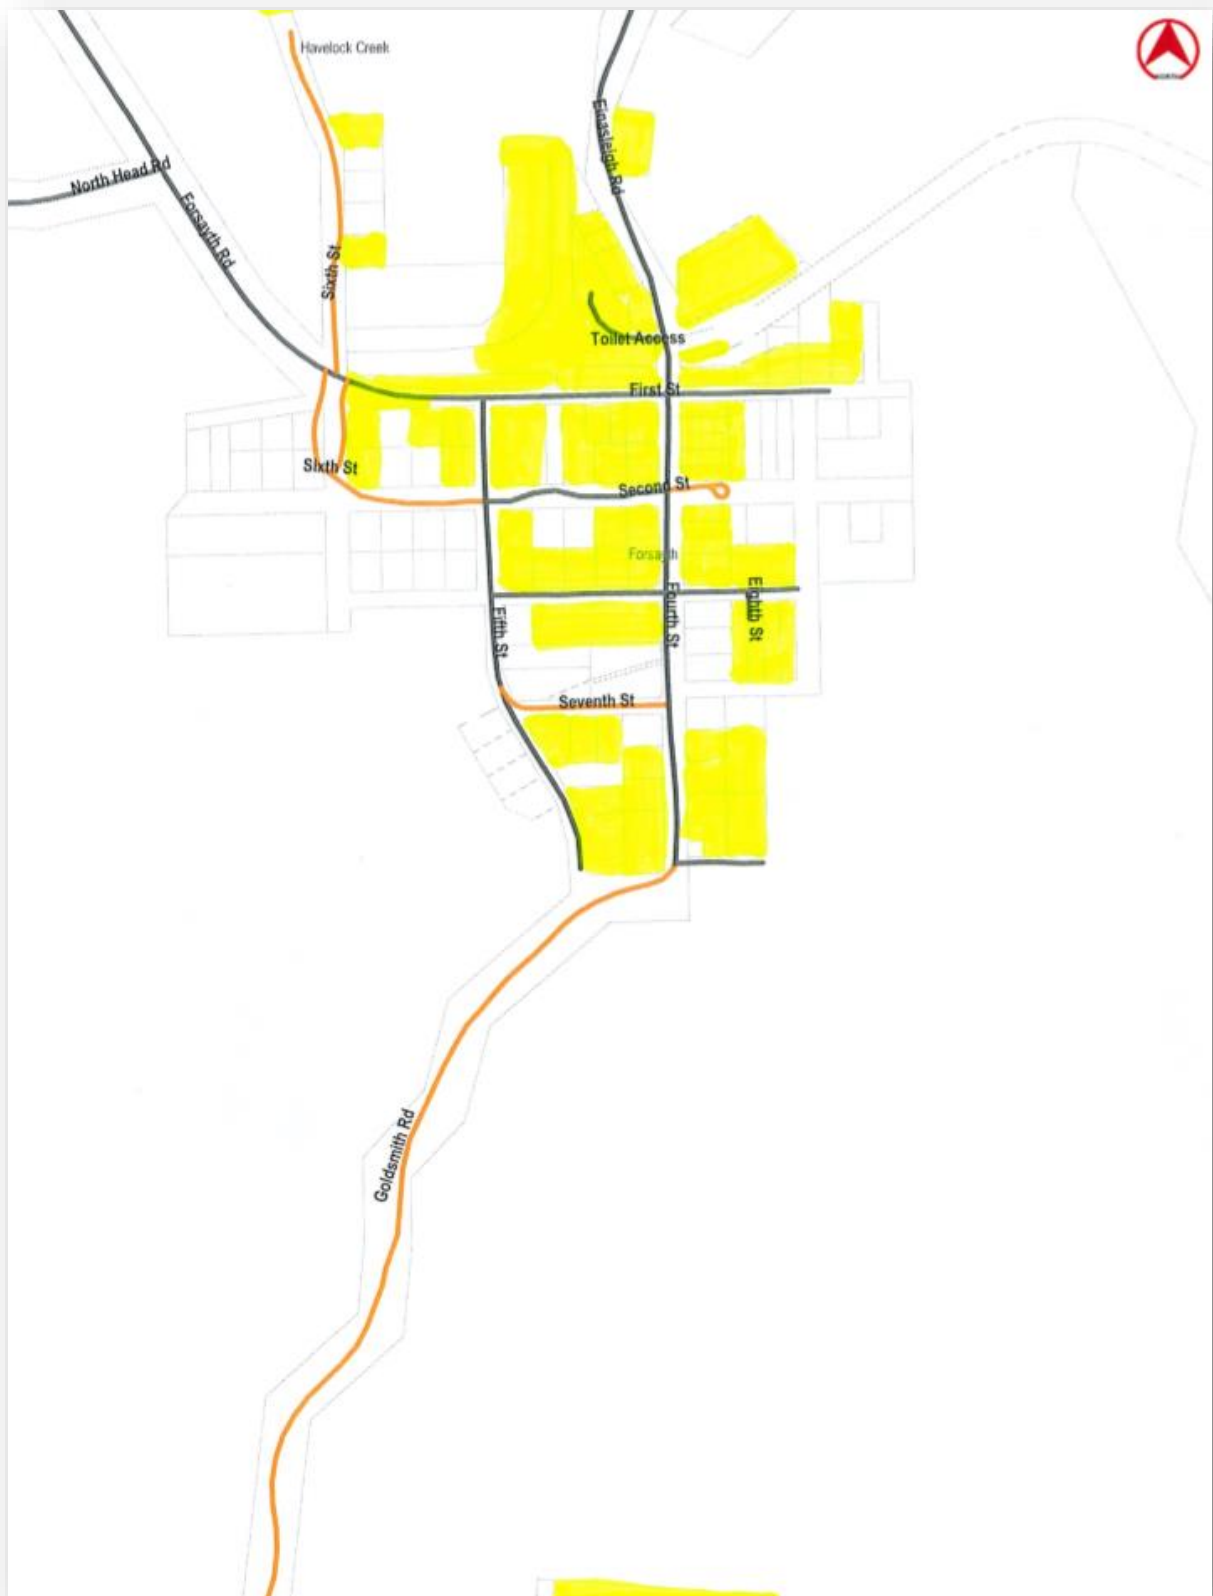 Havelock Creek
North Head Rd
Forsayth Rd
Einasleigh Rd
Sixth St
Toilet Access
First St
Sixth St
Second St
Forsayth
Eighth St
Fifth St
Fourth St
Seventh St
Goldsmith Rd
NORTH